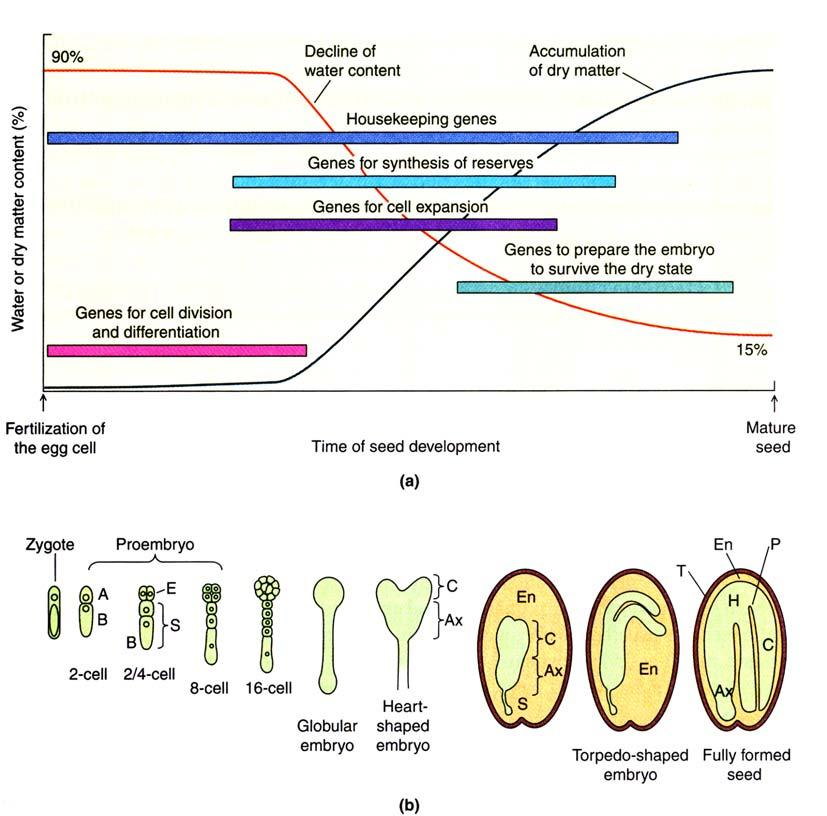 90%
Decline of
water content
Accumulation
of dry matter
Water or dry matter content (%)
Housekeeping genes
Genes for synthesis of reserves
Genes for cell expansion
Genes to prepare the embryo
to survive the dry state
Genes for cell division
and differentiation
15%
Fertilization of
the egg cell
Time of seed development
Mature
seed
(a)
Zygote
Proembryo
A
B
2-cell
E
S
B
2/4-cell
8-cell
16-cell
Globular
embryo
C
Ax
Heart-
shaped
embryo
En
C
Ax
S
En
Torpedo-shaped
embryo
T
En
P
H
C
Ax
Fully formed
seed
(b)